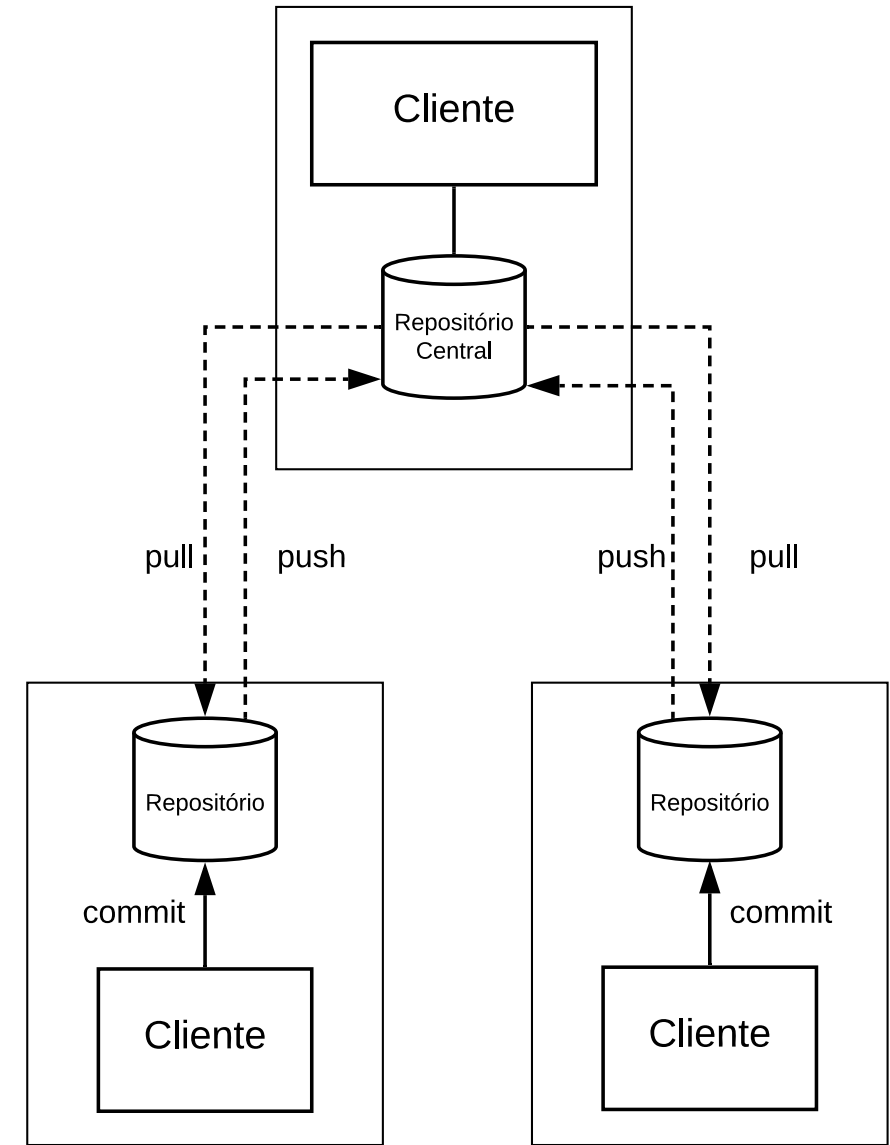 Cliente
Repositório
Central
pull
push
push
pull
Repositório
Repositório
commit
commit
Cliente
Cliente